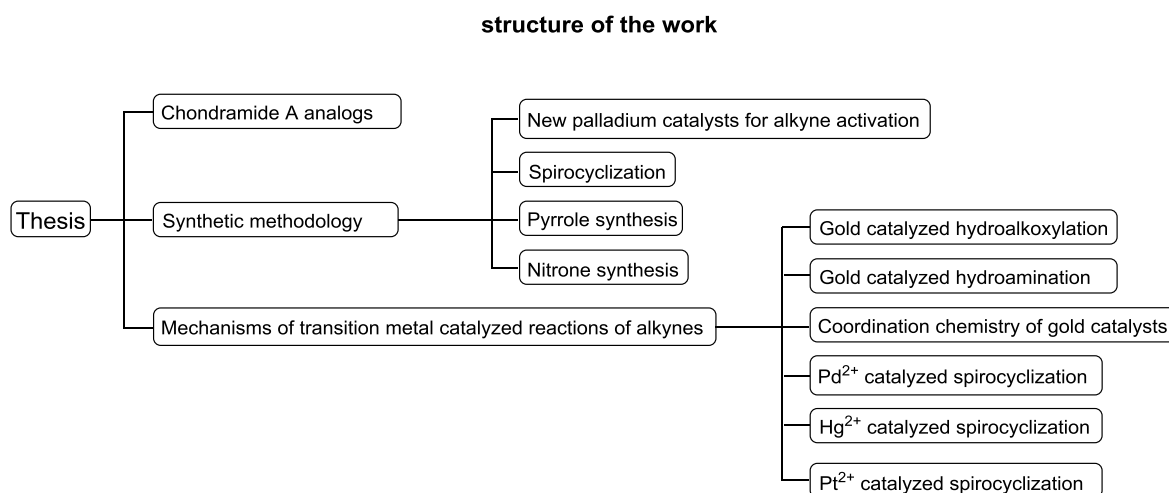 structure of the work
Thesis
Chondramide A analogs
Synthetic methodology
Mechanisms of transition metal catalyzed reactions of alkynes
New palladium catalysts for alkyne activation
Spirocyclization
Pyrrole synthesis
Nitrone synthesis
Gold catalyzed hydroalkoxylation
Gold catalyzed hydroamination
Coordination chemistry of gold catalysts
Pd²⁺ catalyzed spirocyclization
Hg²⁺ catalyzed spirocyclization
Pt²⁺ catalyzed spirocyclization